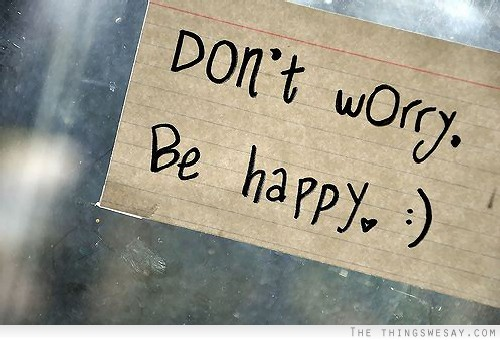 Don't worry.
Be happy. :)
THE THINGSWESAY.COM